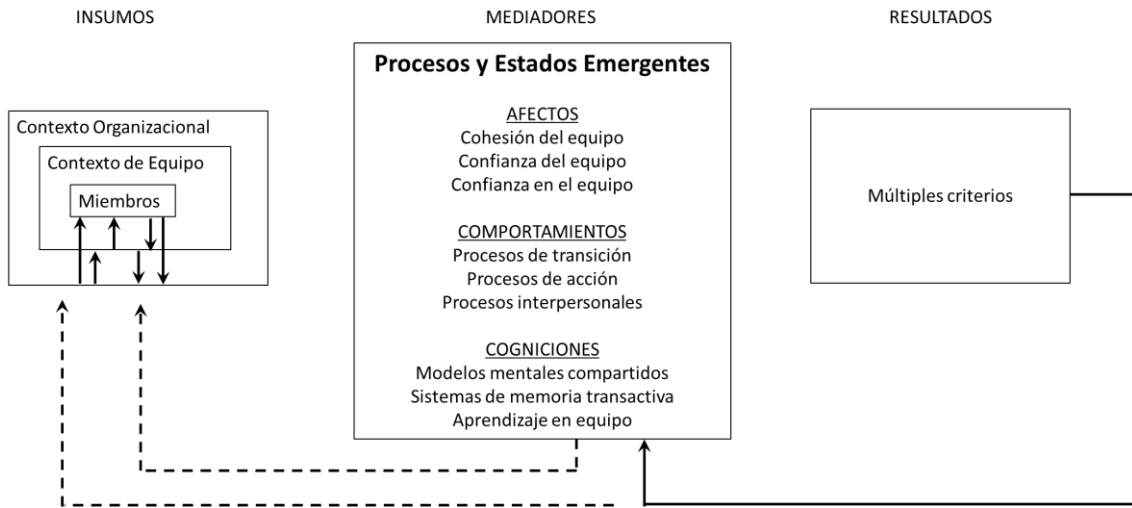 INSUMOS
MEDIADORES
RESULTADOS
Contexto Organizacional
Contexto de Equipo
Miembros
Procesos y Estados Emergentes
AFECTOS
Cohesión del equipo
Confianza del equipo
Confianza en el equipo
COMPORTAMIENTOS
Procesos de transición
Procesos de acción
Procesos interpersonales
COGNICIONES
Modelos mentales compartidos
Sistemas de memoria transactiva
Aprendizaje en equipo
Múltiples criterios